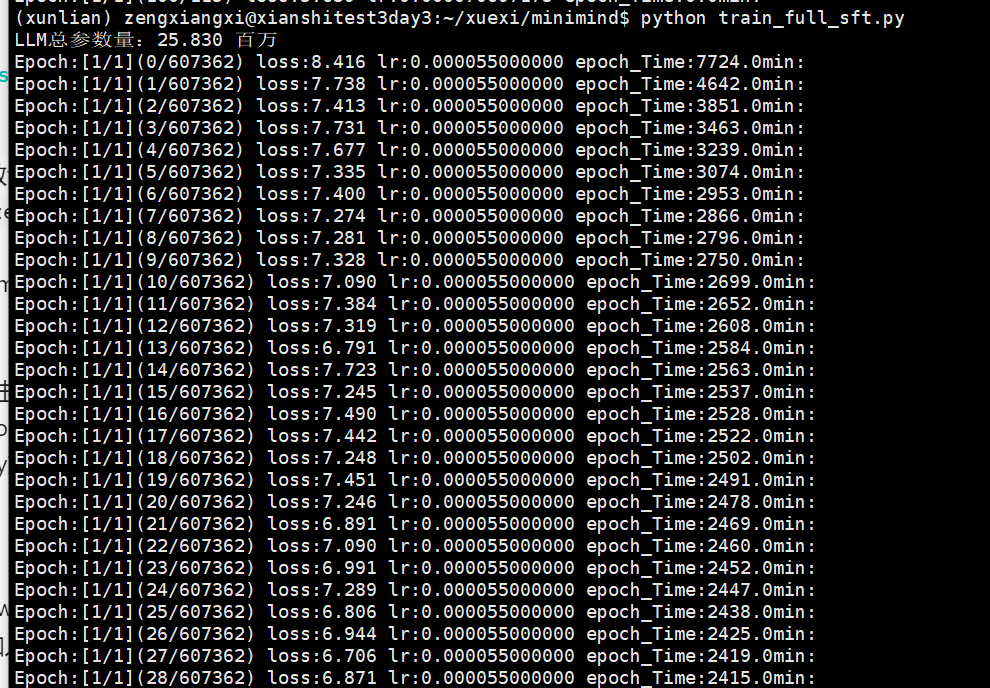 (xunlian) zengxiangxi@xianshitest3day3:~/xuexi/minimind$ python train_full_sft.py
LLM总参数量：25.830 百万
Epoch:[1/1](0/607362) loss:8.416 lr:0.000055000000 epoch_Time:7724.0min:
Epoch:[1/1](1/607362) loss:7.738 lr:0.000055000000 epoch_Time:4642.0min:
Epoch:[1/1](2/607362) loss:7.413 lr:0.000055000000 epoch_Time:3851.0min:
Epoch:[1/1](3/607362) loss:7.731 lr:0.000055000000 epoch_Time:3463.0min:
Epoch:[1/1](4/607362) loss:7.677 lr:0.000055000000 epoch_Time:3239.0min:
Epoch:[1/1](5/607362) loss:7.335 lr:0.000055000000 epoch_Time:3074.0min:
Epoch:[1/1](6/607362) loss:7.400 lr:0.000055000000 epoch_Time:2953.0min:
Epoch:[1/1](7/607362) loss:7.274 lr:0.000055000000 epoch_Time:2866.0min:
Epoch:[1/1](8/607362) loss:7.281 lr:0.000055000000 epoch_Time:2796.0min:
Epoch:[1/1](9/607362) loss:7.328 lr:0.000055000000 epoch_Time:2750.0min:
Epoch:[1/1](10/607362) loss:7.090 lr:0.000055000000 epoch_Time:2699.0min:
Epoch:[1/1](11/607362) loss:7.384 lr:0.000055000000 epoch_Time:2652.0min:
Epoch:[1/1](12/607362) loss:7.319 lr:0.000055000000 epoch_Time:2608.0min:
Epoch:[1/1](13/607362) loss:6.791 lr:0.000055000000 epoch_Time:2584.0min:
Epoch:[1/1](14/607362) loss:7.723 lr:0.000055000000 epoch_Time:2563.0min:
Epoch:[1/1](15/607362) loss:7.245 lr:0.000055000000 epoch_Time:2537.0min:
Epoch:[1/1](16/607362) loss:7.490 lr:0.000055000000 epoch_Time:2528.0min:
Epoch:[1/1](17/607362) loss:7.442 lr:0.000055000000 epoch_Time:2522.0min:
Epoch:[1/1](18/607362) loss:7.248 lr:0.000055000000 epoch_Time:2502.0min:
Epoch:[1/1](19/607362) loss:7.451 lr:0.000055000000 epoch_Time:2491.0min:
Epoch:[1/1](20/607362) loss:7.246 lr:0.000055000000 epoch_Time:2478.0min:
Epoch:[1/1](21/607362) loss:6.891 lr:0.000055000000 epoch_Time:2469.0min:
Epoch:[1/1](22/607362) loss:7.090 lr:0.000055000000 epoch_Time:2460.0min:
Epoch:[1/1](23/607362) loss:6.991 lr:0.000055000000 epoch_Time:2452.0min:
Epoch:[1/1](24/607362) loss:7.289 lr:0.000055000000 epoch_Time:2447.0min:
Epoch:[1/1](25/607362) loss:6.806 lr:0.000055000000 epoch_Time:2438.0min:
Epoch:[1/1](26/607362) loss:6.944 lr:0.000055000000 epoch_Time:2425.0min:
Epoch:[1/1](27/607362) loss:6.706 lr:0.000055000000 epoch_Time:2419.0min:
Epoch:[1/1](28/607362) loss:6.871 lr:0.000055000000 epoch_Time:2415.0min: